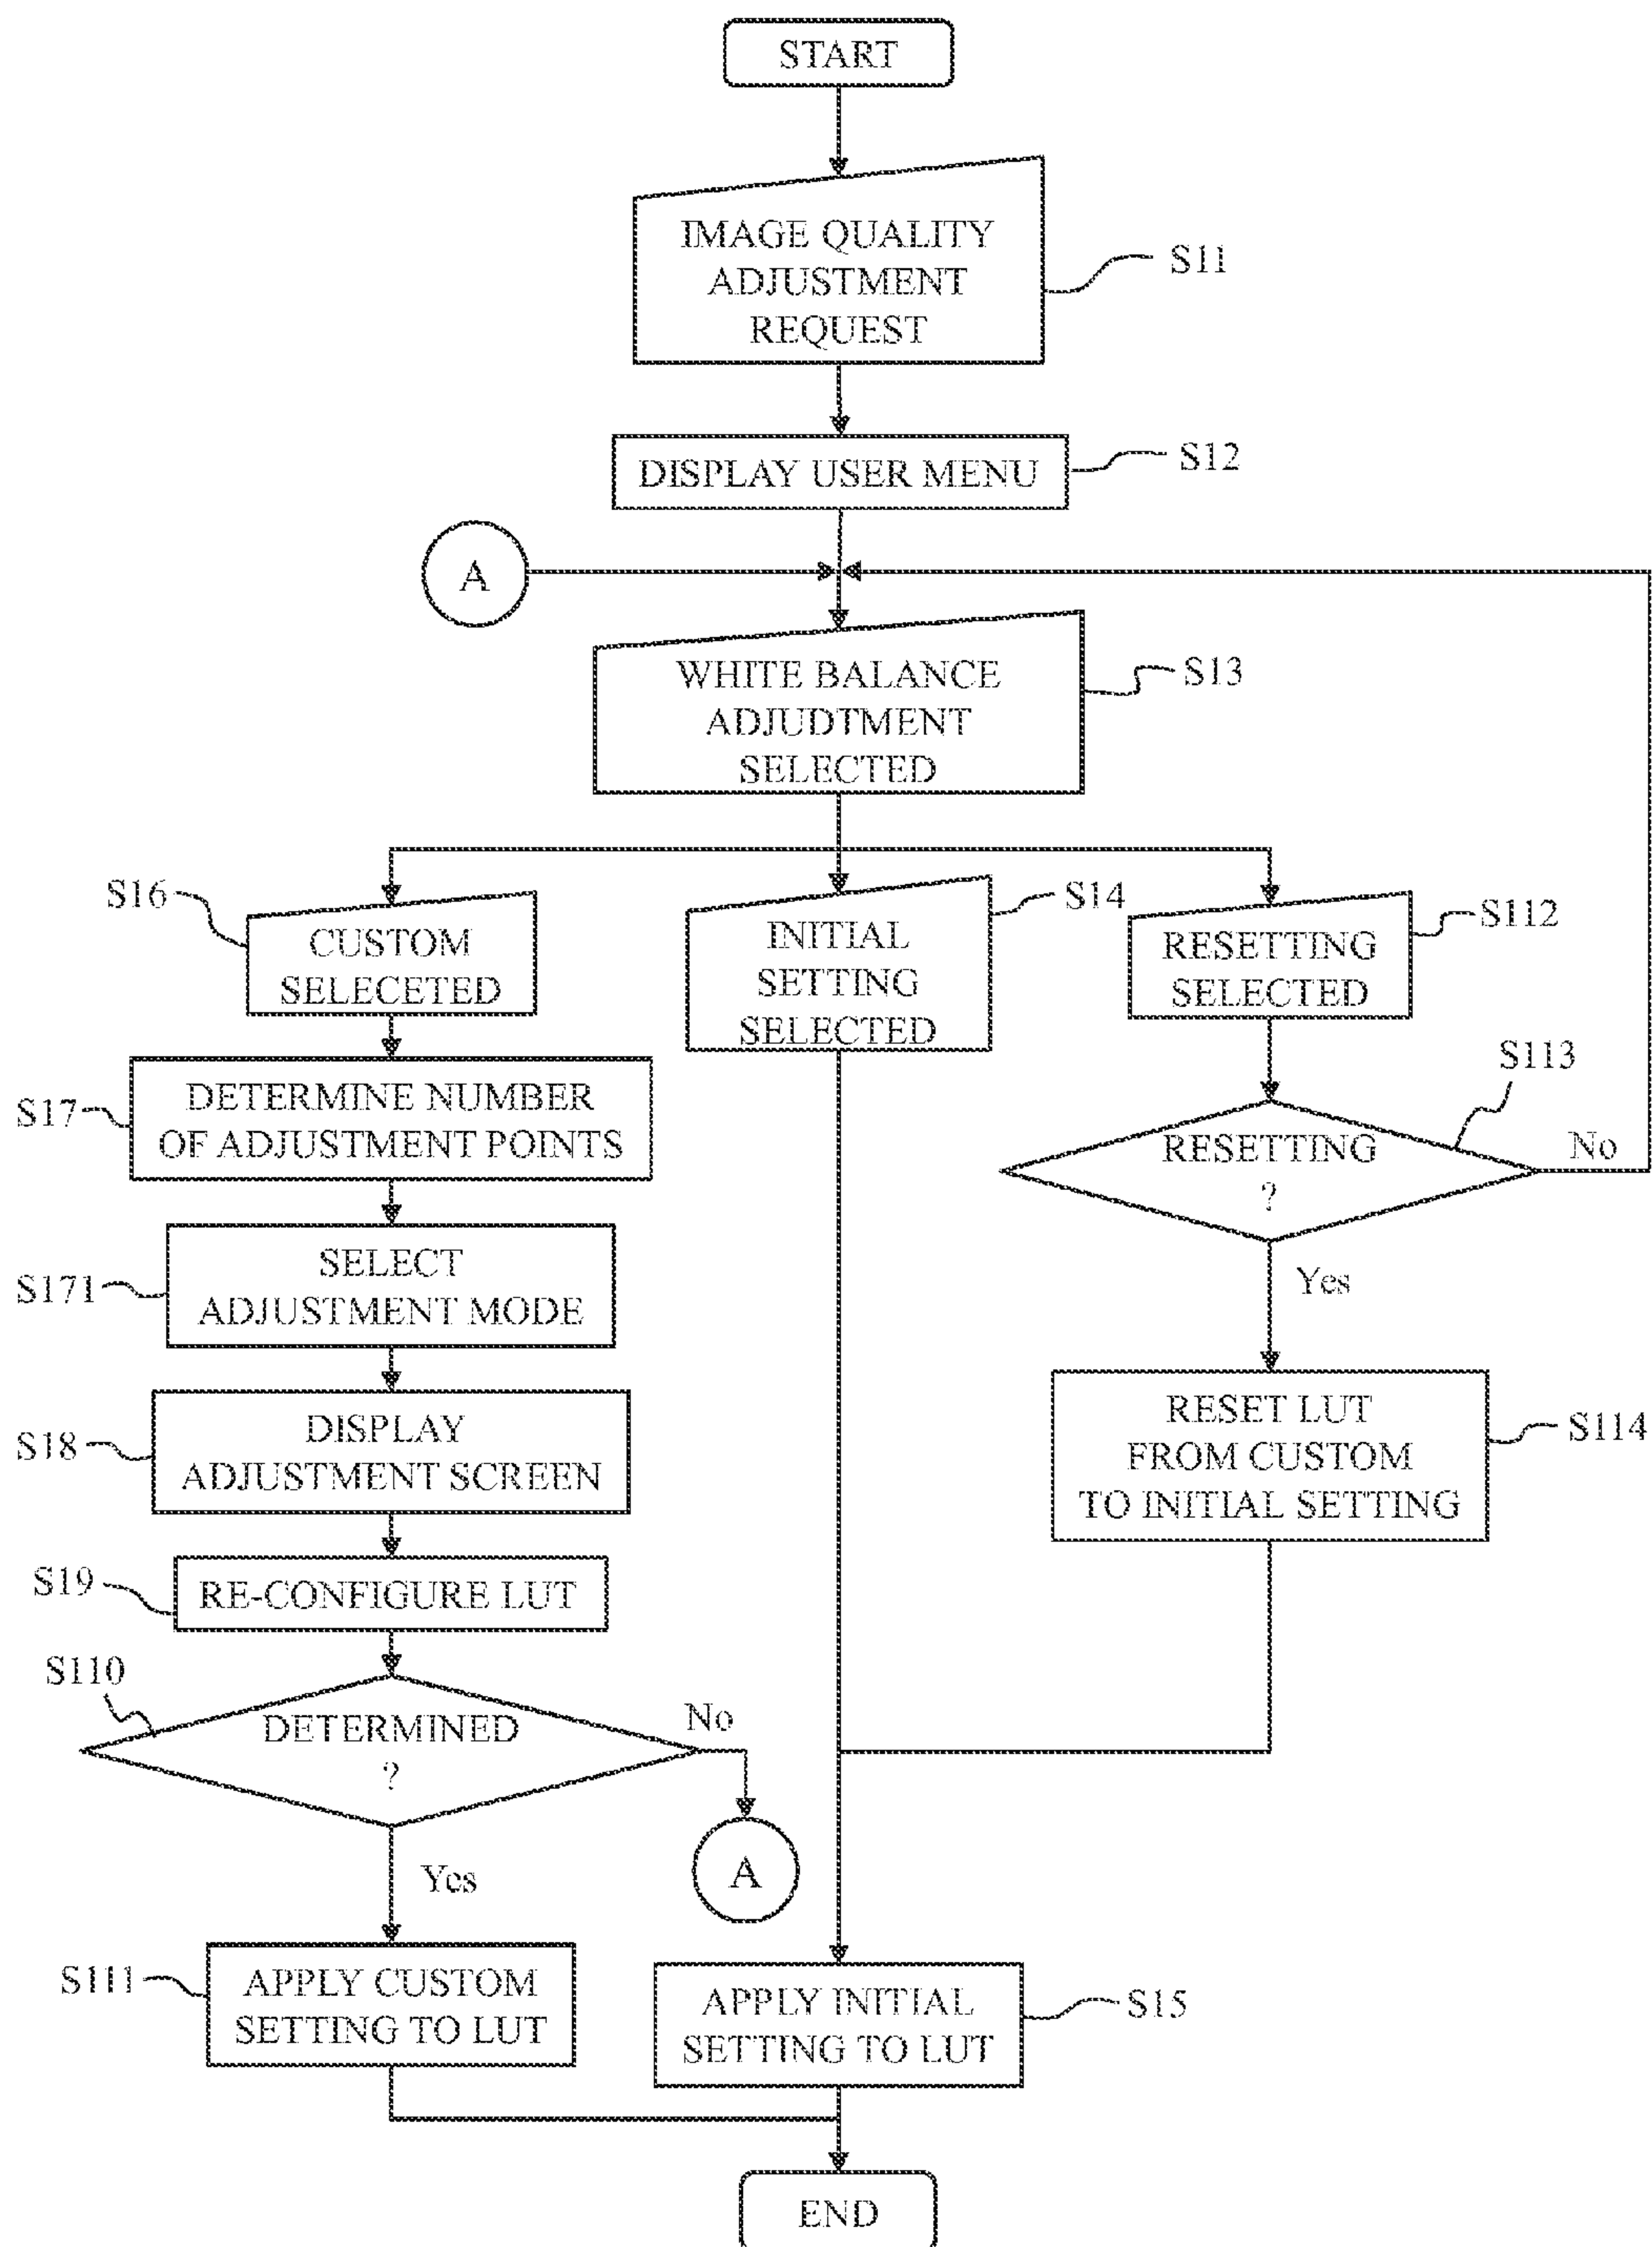 START
IMAGE QUALITY
ADJUSTMENT
REQUEST
S11
DISPLAY USER MENU
S12
A
WHITE BALANCE
ADJUDTMENT
SELECTED
S13
S16
CUSTOM
SELECETED
INITIAL
SETTING
SELECTED
S14
RESETTING
SELECTED
S112
S17
DETERMINE NUMBER
OF ADJUSTMENT POINTS
RESETTING
?
S113
No
Yes
S171
SELECT
ADJUSTMENT MODE
S18
DISPLAY
ADJUSTMENT SCREEN
RESET LUT
FROM CUSTOM
TO INITIAL SETTING
S114
S19
RE-CONFIGURE LUT
S110
DETERMINED
?
No
A
Yes
S111
APPLY CUSTOM
SETTING TO LUT
APPLY INITIAL
SETTING TO LUT
S15
END